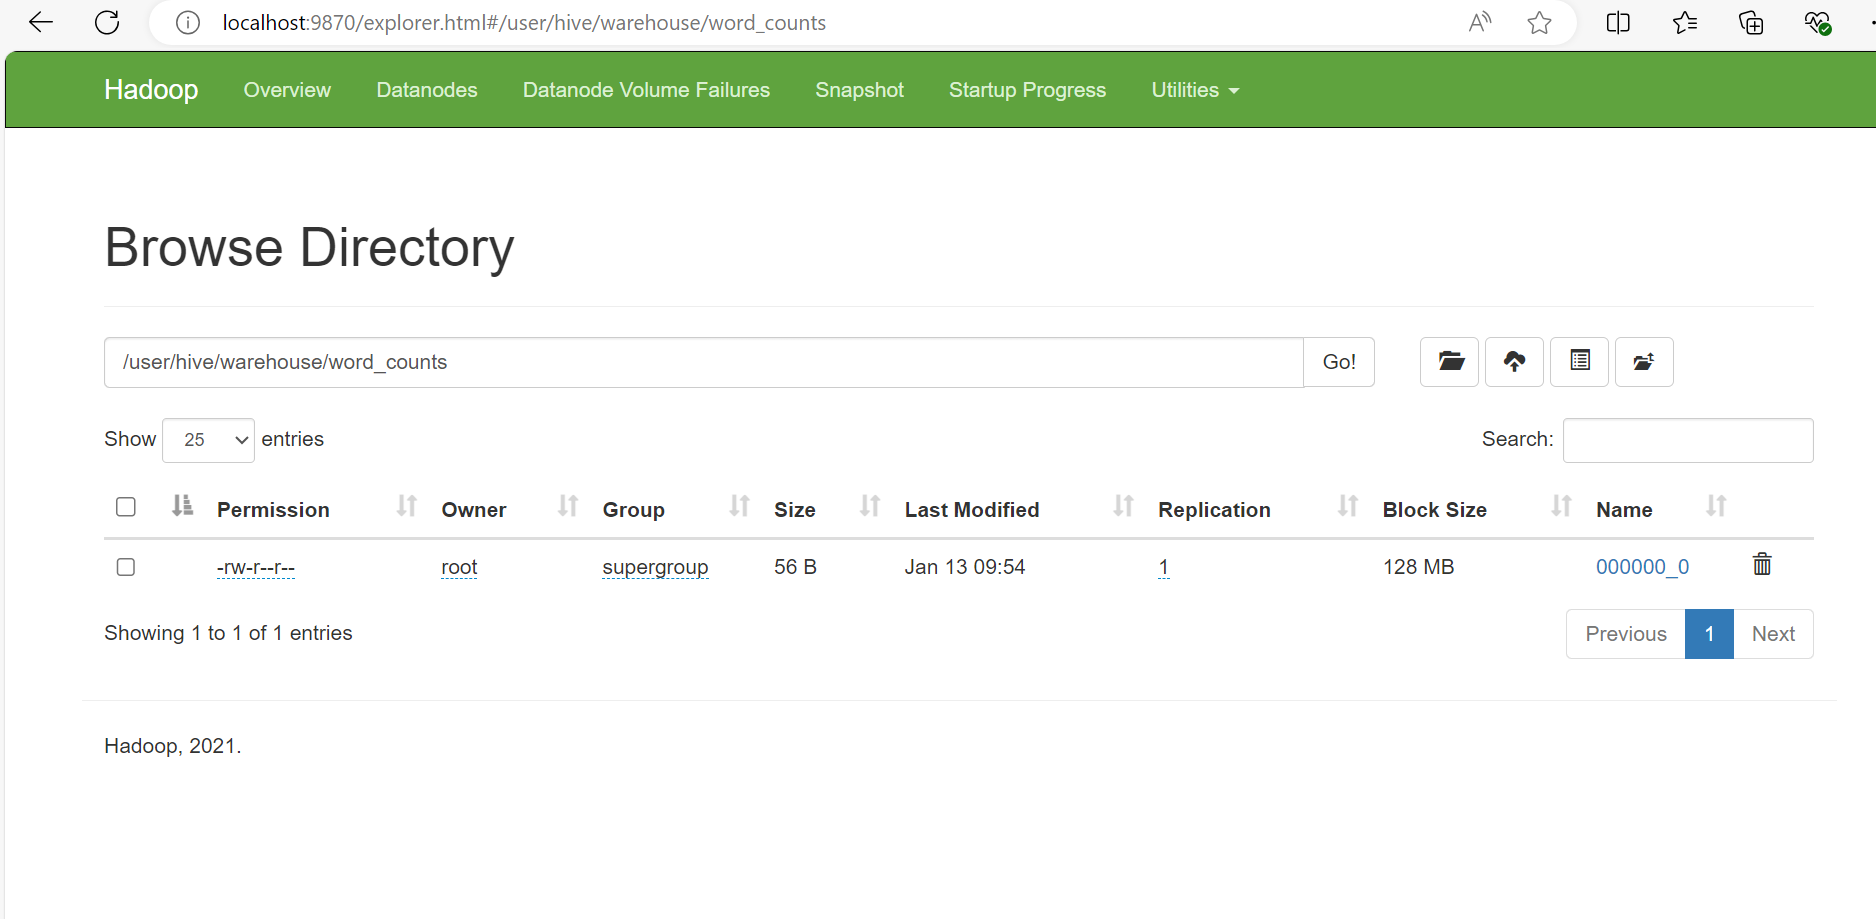 localhost:9870/explorer.html#/user/hive/warehouse/word_counts
Hadoop Overview Datanodes Datanode Volume Failures Snapshot Startup Progress Utilities
Browse Directory
/user/hive/warehouse/word_counts Go!
Show 25 entries Search:
Permission Owner Group Size Last Modified Replication Block Size Name
-rw-r--r-- root supergroup 56 B Jan 13 09:54 1 128 MB 000000_0
Showing 1 to 1 of 1 entries Previous 1 Next
Hadoop, 2021.